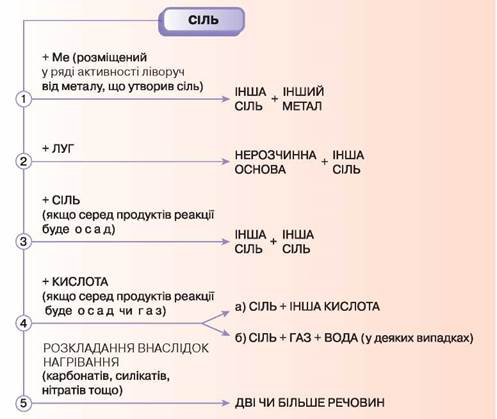 СІЛЬ
+ Ме (розміщений
у ряді активності ліворуч
від металу, що утворив сіль)
1
ІНША СІЛЬ + ІНШИЙ МЕТАЛ
+ ЛУГ
2
НЕРОЗЧИННА ОСНОВА + ІНША СІЛЬ
+ СІЛЬ
(якщо серед продуктів реакції
буде о с а д)
3
ІНША СІЛЬ + ІНША СІЛЬ
+ КИСЛОТА
(якщо серед продуктів реакції
буде о с а д чи г а з)
4
а) СІЛЬ + ІНША КИСЛОТА
б) СІЛЬ + ГАЗ + ВОДА (у деяких випадках)
РОЗКЛАДАННЯ ВНАСЛІДОК
НАГРІВАННЯ
(карбонатів, силікатів,
нітратів тощо)
5
ДВІ ЧИ БІЛЬШЕ РЕЧОВИН